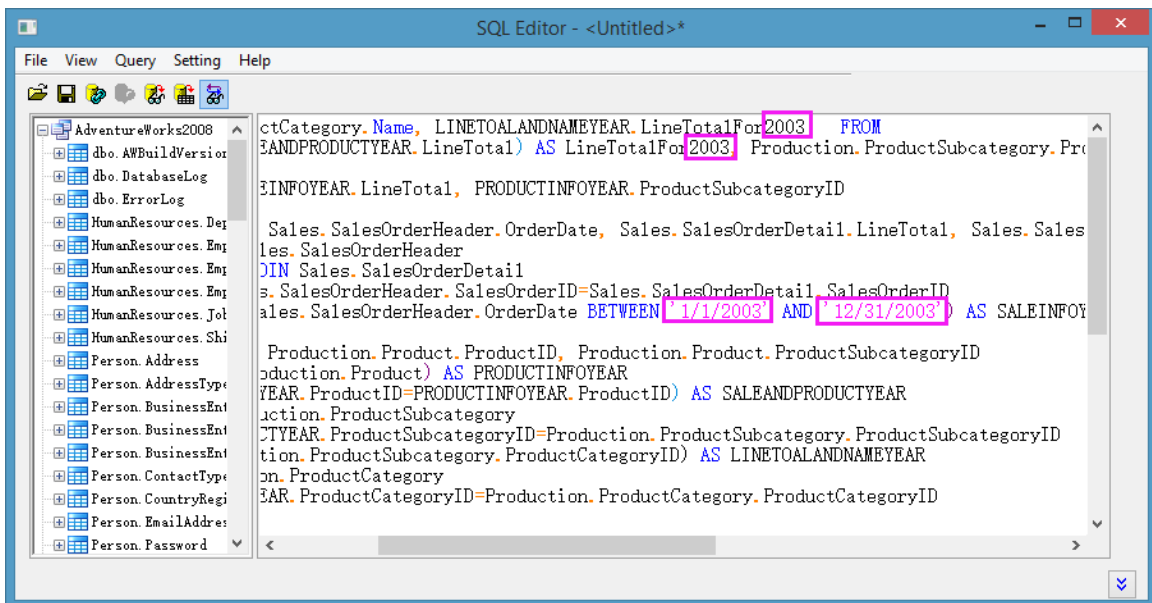 SQL Editor - <Untitled>*
File View Query Setting Help
AdventureWorks2008
dbo.AWBuildVersion
dbo.DatabaseLog
dbo.ErrorLog
HumanResources.Dep
HumanResources.Emp
HumanResources.Emp
HumanResources.Emp
HumanResources.Job
HumanResources.Shi
Person.Address
Person.AddressType
Person.BusinessEnt
Person.BusinessEnt
Person.BusinessEnt
Person.ContactType
Person.CountryRegi
Person.EmailAddres
Person.Password
ctCategory.Name, LINETOALANDNAMEYEAR.LineTotalFor2003 FROM
EANDPRODUCTYEAR.LineTotal) AS LineTotalFor2003, Production.ProductSubcategory.Pro
EINFOYEAR.LineTotal, PRODUCTINFOYEAR.ProductSubcategoryID
Sales.SalesOrderHeader.OrderDate, Sales.SalesOrderDetail.LineTotal, Sales.Sales
les.SalesOrderHeader
OIN Sales.SalesOrderDetail
s.SalesOrderHeader.SalesOrderID=Sales.SalesOrderDetail.SalesOrderID
ales.SalesOrderHeader.OrderDate BETWEEN '1/1/2003' AND '12/31/2003') AS SALEINFOY
Production.Product.ProductID, Production.Product.ProductSubcategoryID
oduction.Product) AS PRODUCTINFOYEAR
YEAR.ProductID=PRODUCTINFOYEAR.ProductID) AS SALEANDPRODUCTYEAR
uction.ProductSubcategory
CTYEAR.ProductSubcategoryID=Production.ProductSubcategory.ProductSubcategoryID
tion.ProductSubcategory.ProductCategoryID) AS LINETOALANDNAMEYEAR
on.ProductCategory
EAR.ProductCategoryID=Production.ProductCategory.ProductCategoryID